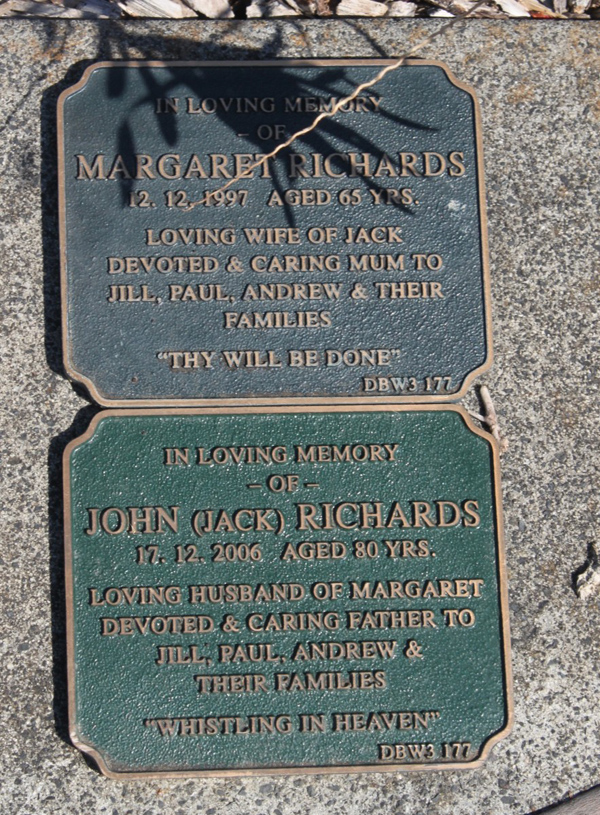 IN LOVING MEMORY
– OF –
MARGARET RICHARDS
12. 12. 1997 AGED 65 YRS.
LOVING WIFE OF JACK
DEVOTED & CARING MUM TO
JILL, PAUL, ANDREW & THEIR
FAMILIES
"THY WILL BE DONE"
DBW3 177
IN LOVING MEMORY
– OF –
JOHN (JACK) RICHARDS
17. 12. 2006 AGED 80 YRS.
LOVING HUSBAND OF MARGARET
DEVOTED & CARING FATHER TO
JILL, PAUL, ANDREW &
THEIR FAMILIES
"WHISTLING IN HEAVEN"
DBW3 177